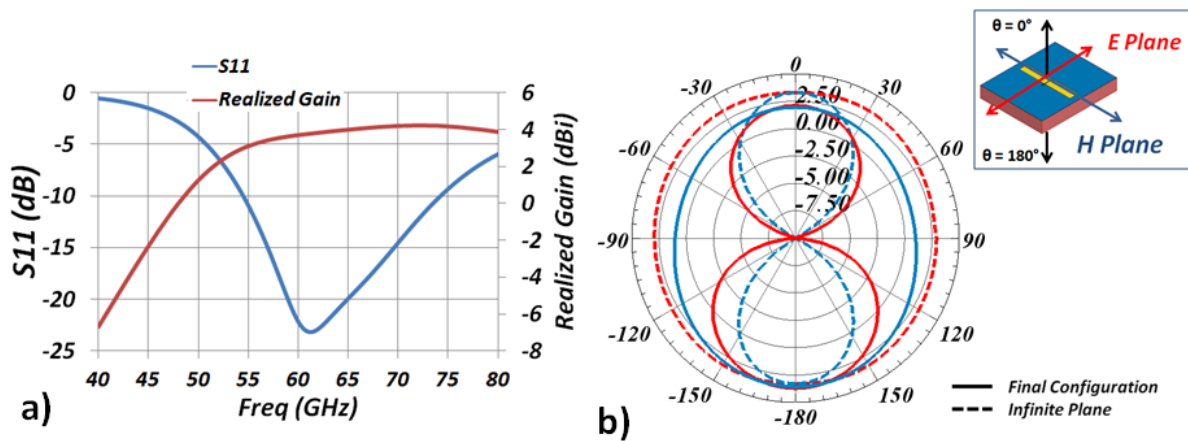 S11
Realized Gain
0
-5
-10
-15
-20
-25
S11 (dB)
6
4
2
0
-2
-4
-6
-8
Realized Gain (dBi)
40 45 50 55 60 65 70 75 80
Freq (GHz)
a)
0
-30 30
-60 60
-90 90
-120 120
-150 150
-180
2.50
0.00
-2.50
-5.00
-7.50
b)
Final Configuration
Infinite Plane
θ = 0°
E Plane
H Plane
θ = 180°